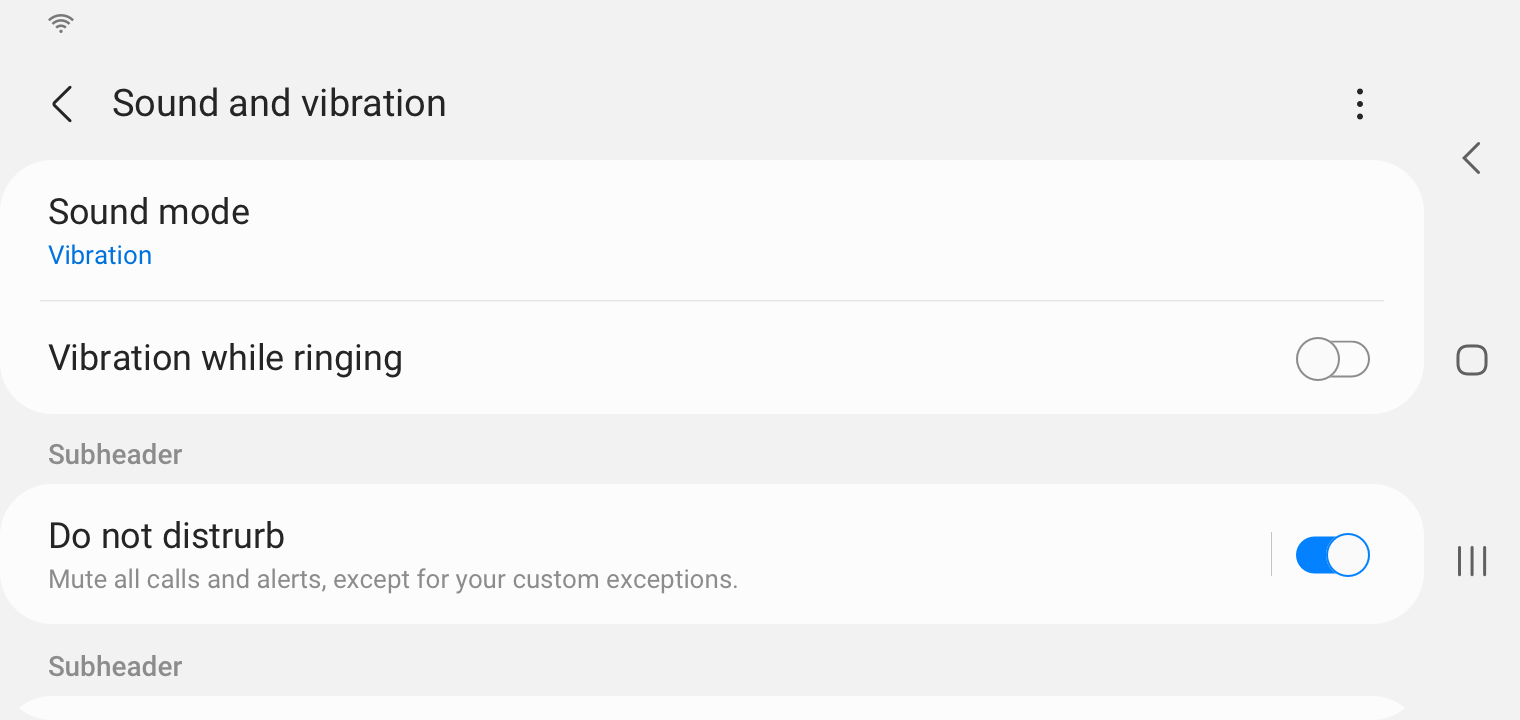 Sound and vibration
Sound mode
Vibration
Vibration while ringing
Subheader
Do not distrurb
Mute all calls and alerts, except for your custom exceptions.
Subheader